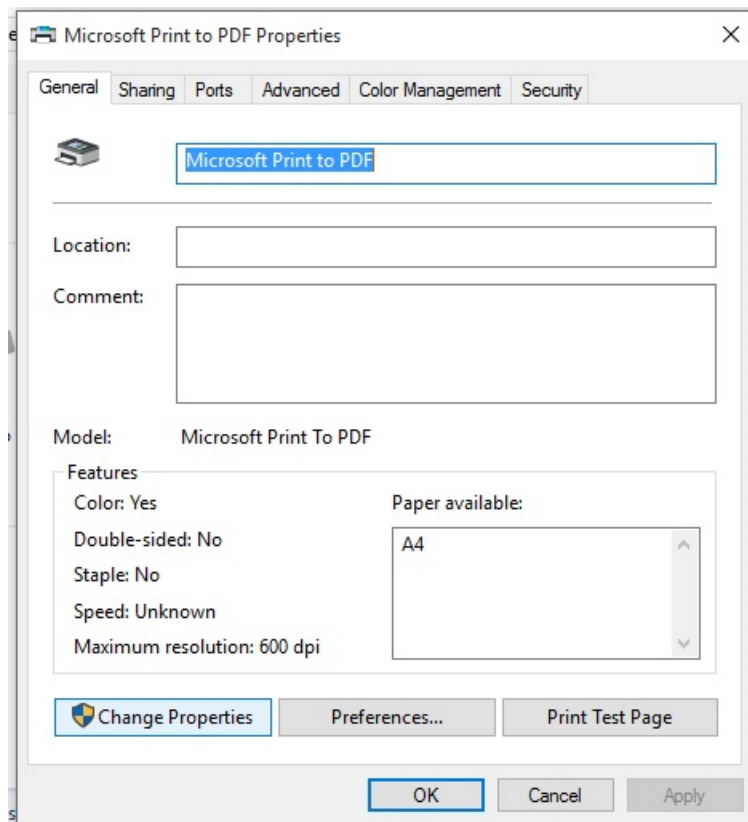 Microsoft Print to PDF Properties
General Sharing Ports Advanced Color Management Security
Microsoft Print to PDF
Location:
Comment:
Model: Microsoft Print To PDF
Features
Color: Yes
Paper available:
Double-sided: No
A4
Staple: No
Speed: Unknown
Maximum resolution: 600 dpi
Change Properties Preferences... Print Test Page
OK Cancel Apply